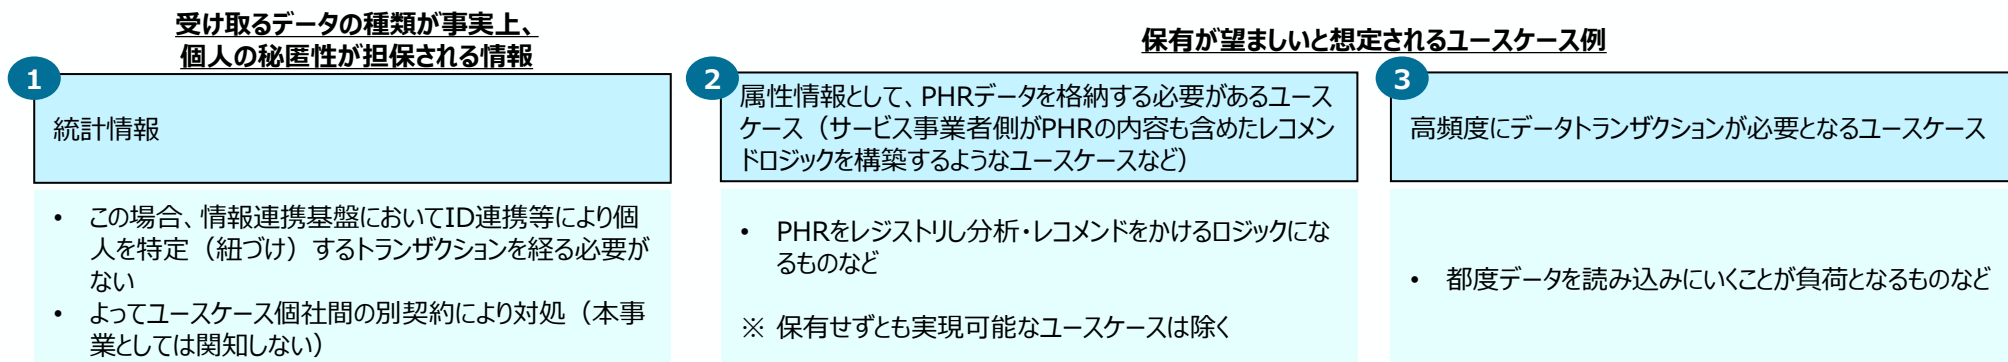 受け取るデータの種類が事実上、
個人の秘匿性が担保される情報
1
統計情報
• この場合、情報連携基盤においてID連携等により個
人を特定（紐づけ）するトランザクションを経る必要が
ない
• よってユースケース個社間の別契約により対処（本事
業としては関知しない）
保有が望ましいと想定されるユースケース例
2
属性情報として、PHRデータを格納する必要があるユース
ケース（サービス事業者側がPHRの内容も含めたレコメン
ドロジックを構築するようなユースケースなど）
• PHRをレジストリし分析・レコメンドをかけるロジックにな
るものなど
※ 保有せずとも実現可能なユースケースは除く
3
高頻度にデータトランザクションが必要となるユースケース
• 都度データを読み込みにいくことが負荷となるものなど